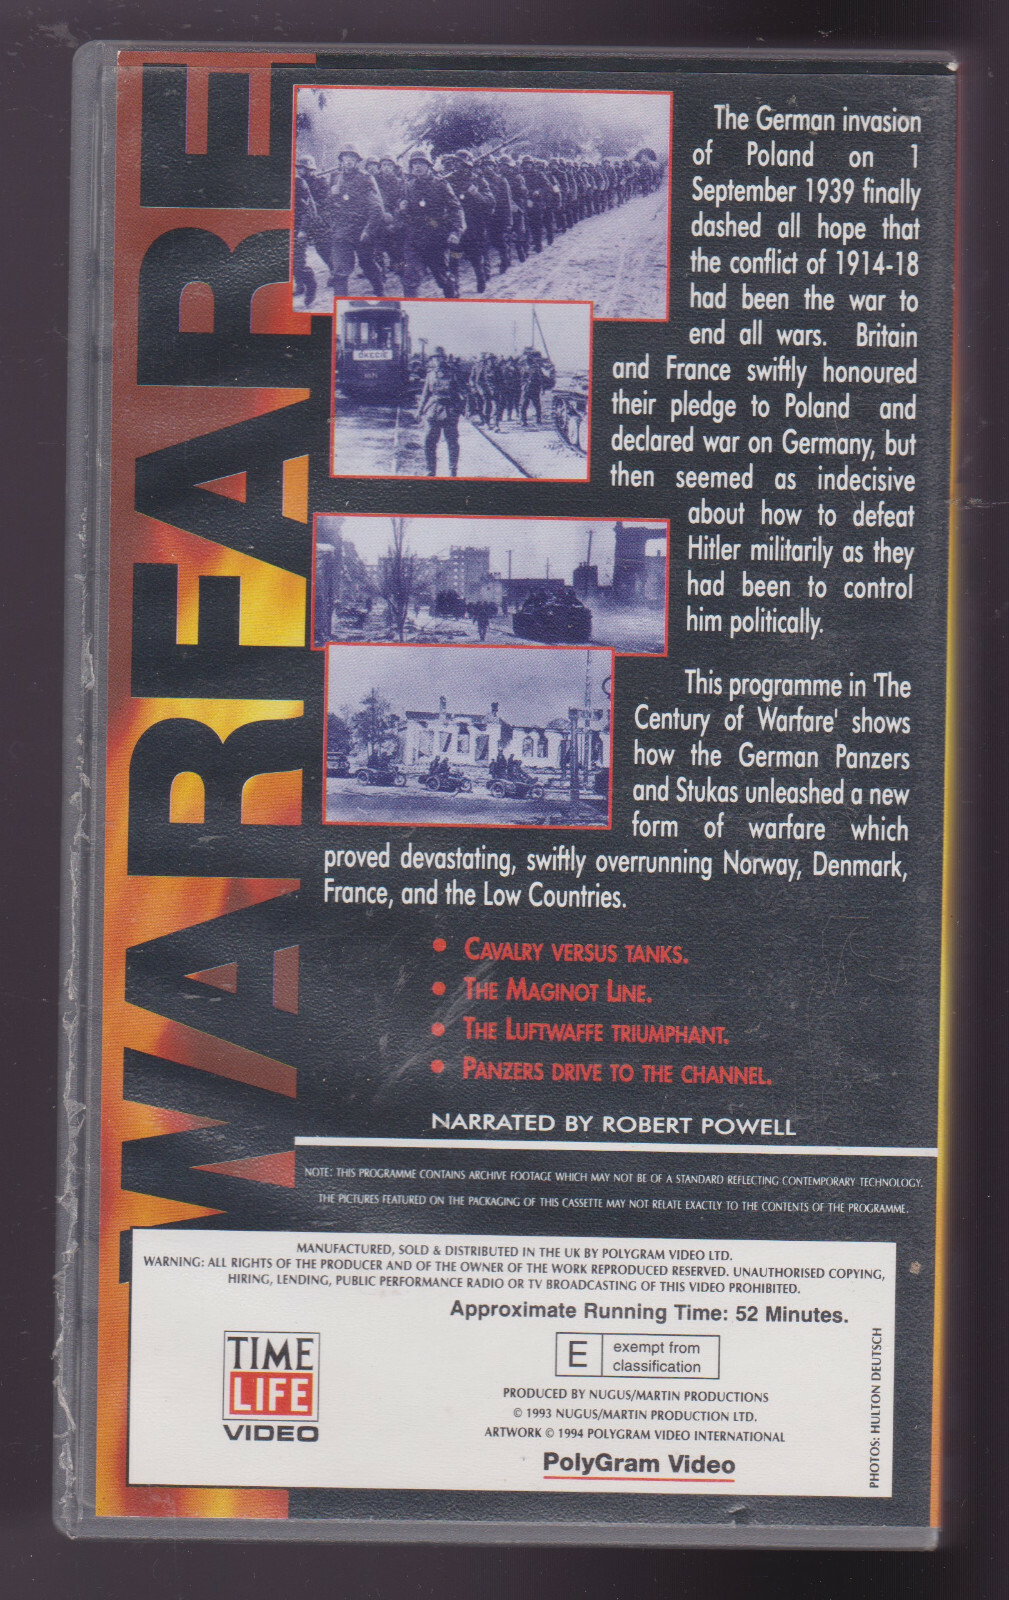 WARFARE
The German invasion
of Poland on 1
September 1939 finally
dashed all hope that
the conflict of 1914-18
had been the war to
end all wars. Britain
and France swiftly honoured
their pledge to Poland and
declared war on Germany, but
then seemed as indecisive
about how to defeat
Hitler militarily as they
had been to control
him politically.
OKECIE
This programme in 'The
Century of Warfare' shows
how the German Panzers
and Stukas unleashed a new
form of warfare which
proved devastating, swiftly overrunning Norway, Denmark,
France, and the Low Countries.
• CAVALRY VERSUS TANKS.
• THE MAGINOT LINE.
• THE LUFTWAFFE TRIUMPHANT.
• PANZERS DRIVE TO THE CHANNEL.
NARRATED BY ROBERT POWELL
NOTE: THIS PROGRAMME CONTAINS ARCHIVE FOOTAGE WHICH MAY NOT BE OF A STANDARD REFLECTING CONTEMPORARY TECHNOLOGY.
THE PICTURES FEATURED ON THE PACKAGING OF THIS CASSETTE MAY NOT RELATE EXACTLY TO THE CONTENTS OF THE PROGRAMME.
MANUFACTURED, SOLD & DISTRIBUTED IN THE UK BY POLYGRAM VIDEO LTD.
WARNING: ALL RIGHTS OF THE PRODUCER AND OF THE OWNER OF THE WORK REPRODUCED RESERVED. UNAUTHORISED COPYING,
HIRING, LENDING, PUBLIC PERFORMANCE RADIO OR TV BROADCASTING OF THIS VIDEO PROHIBITED.
Approximate Running Time: 52 Minutes.
TIME
LIFE
VIDEO
E exempt from
classification
PRODUCED BY NUGUS/MARTIN PRODUCTIONS
© 1993 NUGUS/MARTIN PRODUCTION LTD.
ARTWORK © 1994 POLYGRAM VIDEO INTERNATIONAL
PolyGram Video
PHOTOS: HULTON DEUTSCH